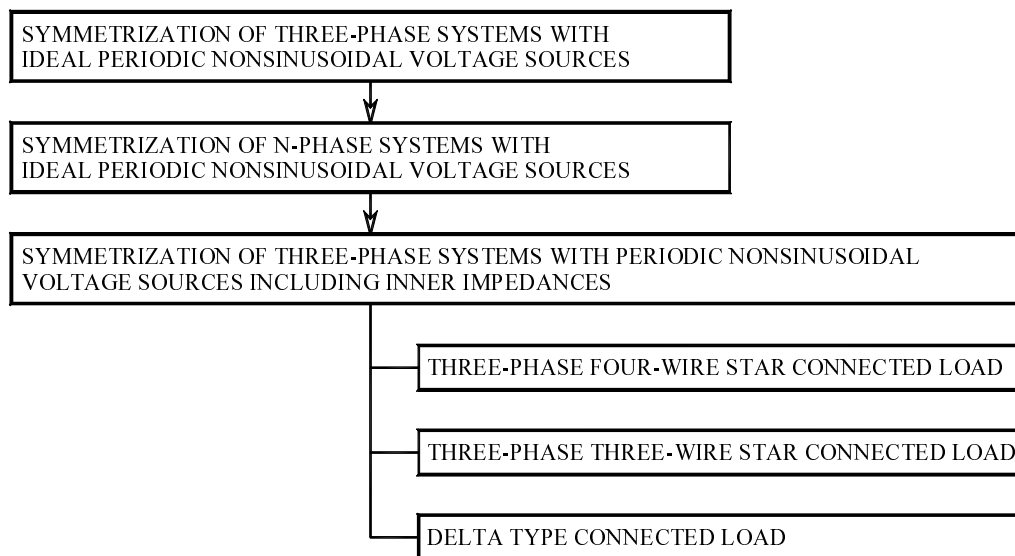 SYMMETRIZATION OF THREE-PHASE SYSTEMS WITH
IDEAL PERIODIC NONSINUSOIDAL VOLTAGE SOURCES
SYMMETRIZATION OF N-PHASE SYSTEMS WITH
IDEAL PERIODIC NONSINUSOIDAL VOLTAGE SOURCES
SYMMETRIZATION OF THREE-PHASE SYSTEMS WITH PERIODIC NONSINUSOIDAL
VOLTAGE SOURCES INCLUDING INNER IMPEDANCES
THREE-PHASE FOUR-WIRE STAR CONNECTED LOAD
THREE-PHASE THREE-WIRE STAR CONNECTED LOAD
DELTA TYPE CONNECTED LOAD